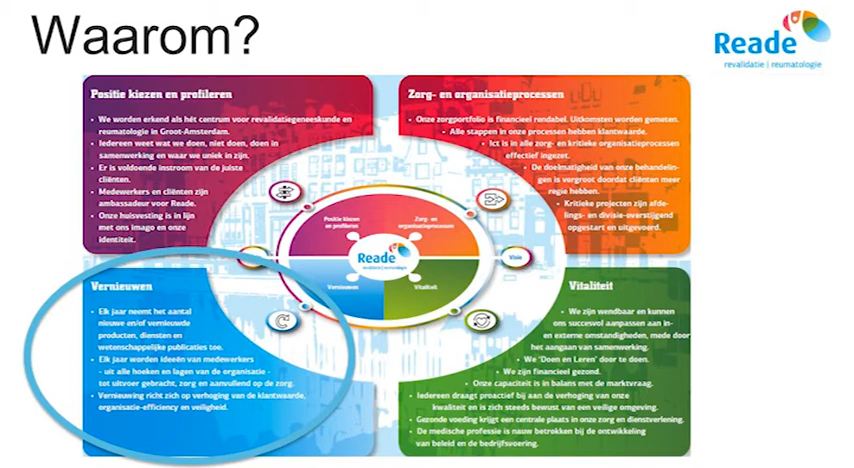 Waarom?
Reade
revalidatie | reumatologie
Positie kiezen en profileren
• We worden erkend als hét centrum voor revalidatiegeneeskunde en
reumatologie in Groot-Amsterdam.
• Iedereen weet wat we doen, niet doen, doen in
samenwerking en waar we uniek in zijn.
• Er is voldoende instroom van de juiste
cliënten.
• Medewerkers en cliënten zijn
ambassadeur voor Reade.
• Onze huisvesting is in lijn
met ons imago en onze
identiteit.
Zorg- en organisatieprocessen
• Onze zorgportfolio is financieel rendabel. Uitkomsten worden gemeten.
• Alle stappen in onze processen hebben klantwaarde.
• Ict is in alle zorg- en kritieke organisatieprocessen
effectief ingezet.
• De doelmatigheid van onze behandelin-
gen is vergroot doordat cliënten meer
regie hebben.
• Kritieke projecten zijn afde-
lings- en divisie-overstijgend
opgestart en uitgevoerd.
Positie kiezen
en profileren
Zorg- en
organisatieprocessen
Reade
revalidatie | reumatologie
Visie
Vernieuwen
Vitaliteit
Vernieuwen
• Elk jaar neemt het aantal
nieuwe en/of vernieuwde
producten, diensten en
wetenschappelijke publicaties toe.
• Elk jaar worden ideeën van medewerkers
- uit alle hoeken en lagen van de organisatie -
tot uitvoer gebracht, zorg en aanvullend op de zorg.
• Vernieuwing richt zich op verhoging van de klantwaarde,
organisatie-efficiency en veiligheid.
Vitaliteit
• We zijn wendbaar en kunnen
ons succesvol aanpassen aan in-
en externe omstandigheden, mede door
het aangaan van samenwerking.
• We 'Doen en Leren' door te doen.
• We zijn financieel gezond.
• Onze capaciteit is in balans met de marktvraag.
• Iedereen draagt proactief bij aan de verhoging van onze
kwaliteit en is zich steeds bewust van een veilige omgeving.
• Gezonde voeding krijgt een centrale plaats in onze zorg en dienstverlening.
• De medische professie is nauw betrokken bij de ontwikkeling
van beleid en de bedrijfsvoering.